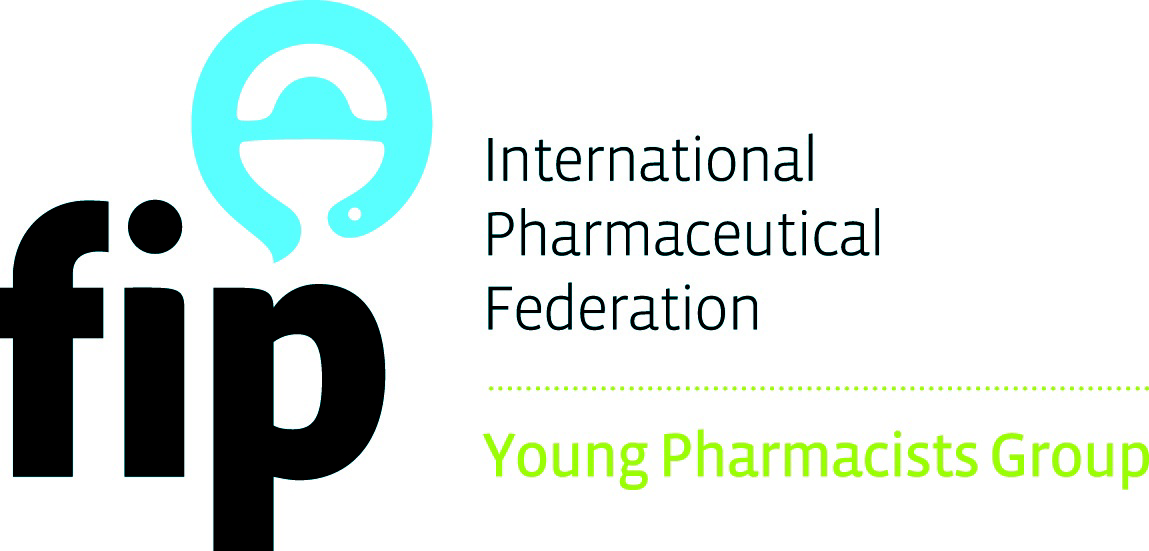 fip
International
Pharmaceutical
Federation
Young Pharmacists Group